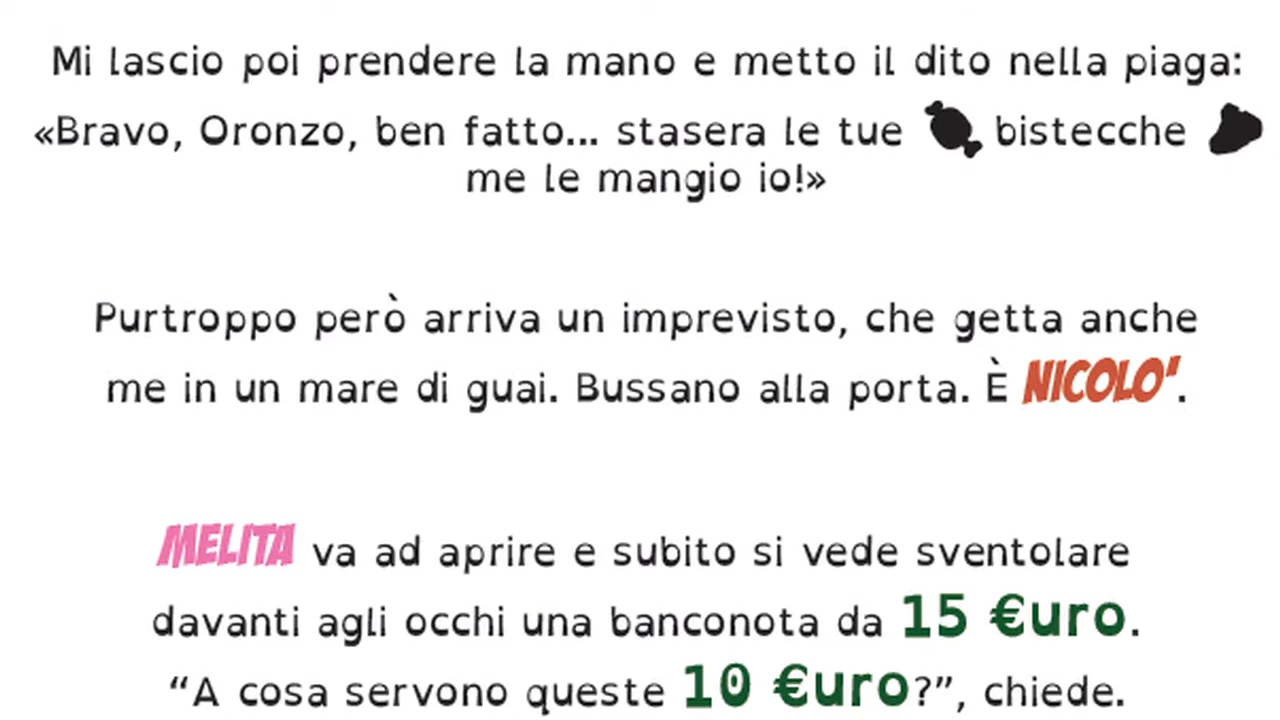 Mi lascio poi prendere la mano e metto il dito nella piaga:
«Bravo, Oronzo, ben fatto... stasera le tue bistecche
me le mangio io!»
Purtroppo però arriva un imprevisto, che getta anche
me in un mare di guai. Bussano alla porta. È NICOLO'.
MELITA va ad aprire e subito si vede sventolare
davanti agli occhi una banconota da 15 €uro.
“A cosa servono queste 10 €uro?”, chiede.